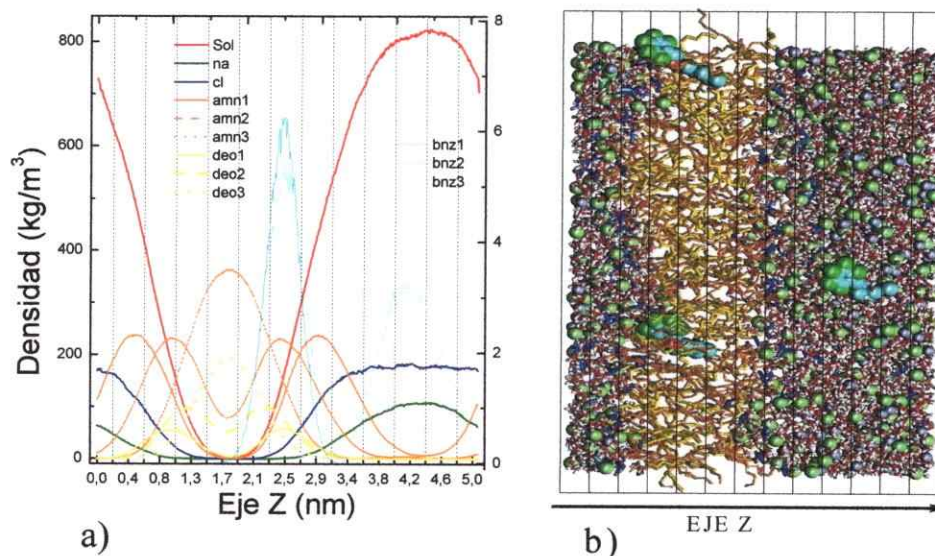 800
600
400
200
0
Densidad (kg/m³)
Sol
na
cl
amn1
amn2
amn3
deo1
deo2
deo3
bnz1
bnz2
bnz3
8
6
4
2
0
0,0 0,4 0,8 1,3 1,7 2,1 2,5 2,9 3,4 3,8 4,2 4,6 5,0
Eje Z (nm)
a)
b)
EJE Z